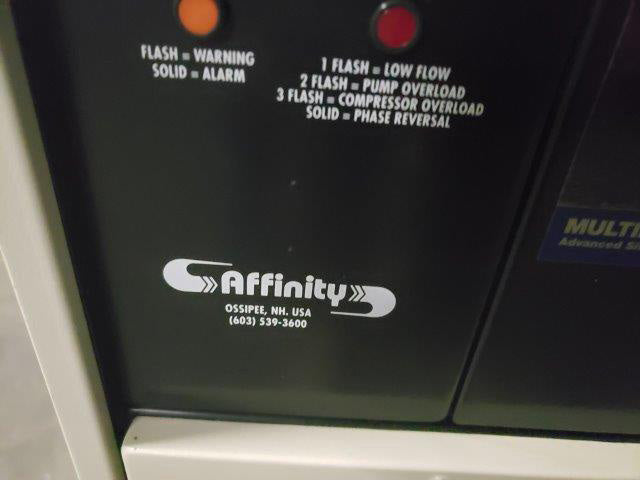 FLASH = WARNING
SOLID = ALARM
1 FLASH = LOW FLOW
2 FLASH = PUMP OVERLOAD
3 FLASH = COMPRESSOR OVERLOAD
SOLID = PHASE REVERSAL
Affinity
OSSIPEE, NH. USA
(603) 539-3600
Advanced